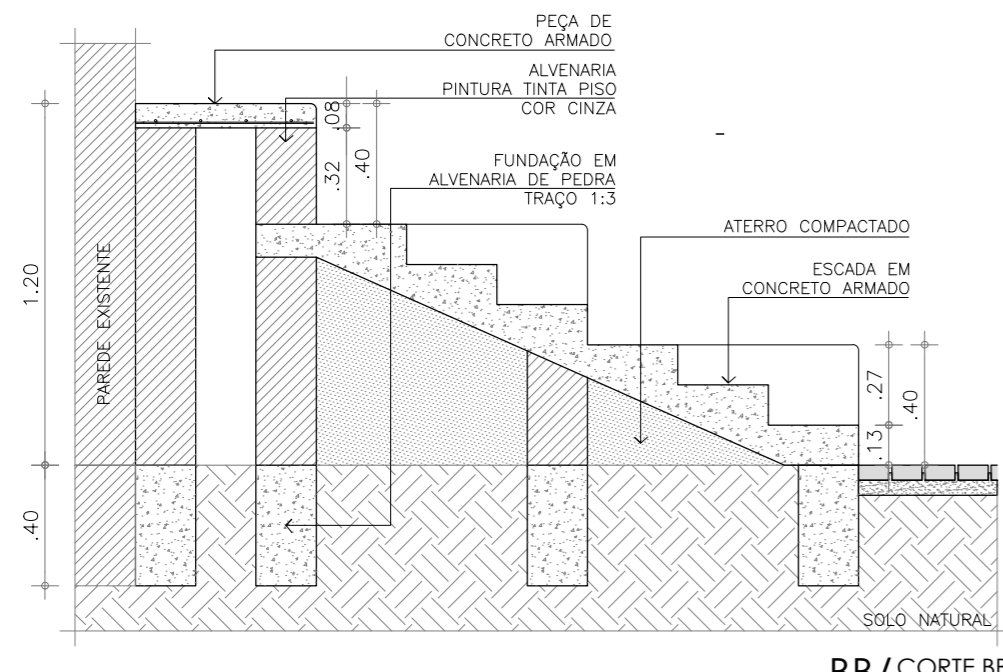 PEÇA DE
CONCRETO ARMADO
ALVENARIA
PINTURA TINTA PISO
COR CINZA
.08
.32
.40
FUNDAÇÃO EM
ALVENARIA DE PEDRA
TRAÇO 1:3
ATERRO COMPACTADO
ESCADA EM
CONCRETO ARMADO
1.20
PAREDE EXISTENTE
.27
.40
.13
.40
SOLO NATURAL